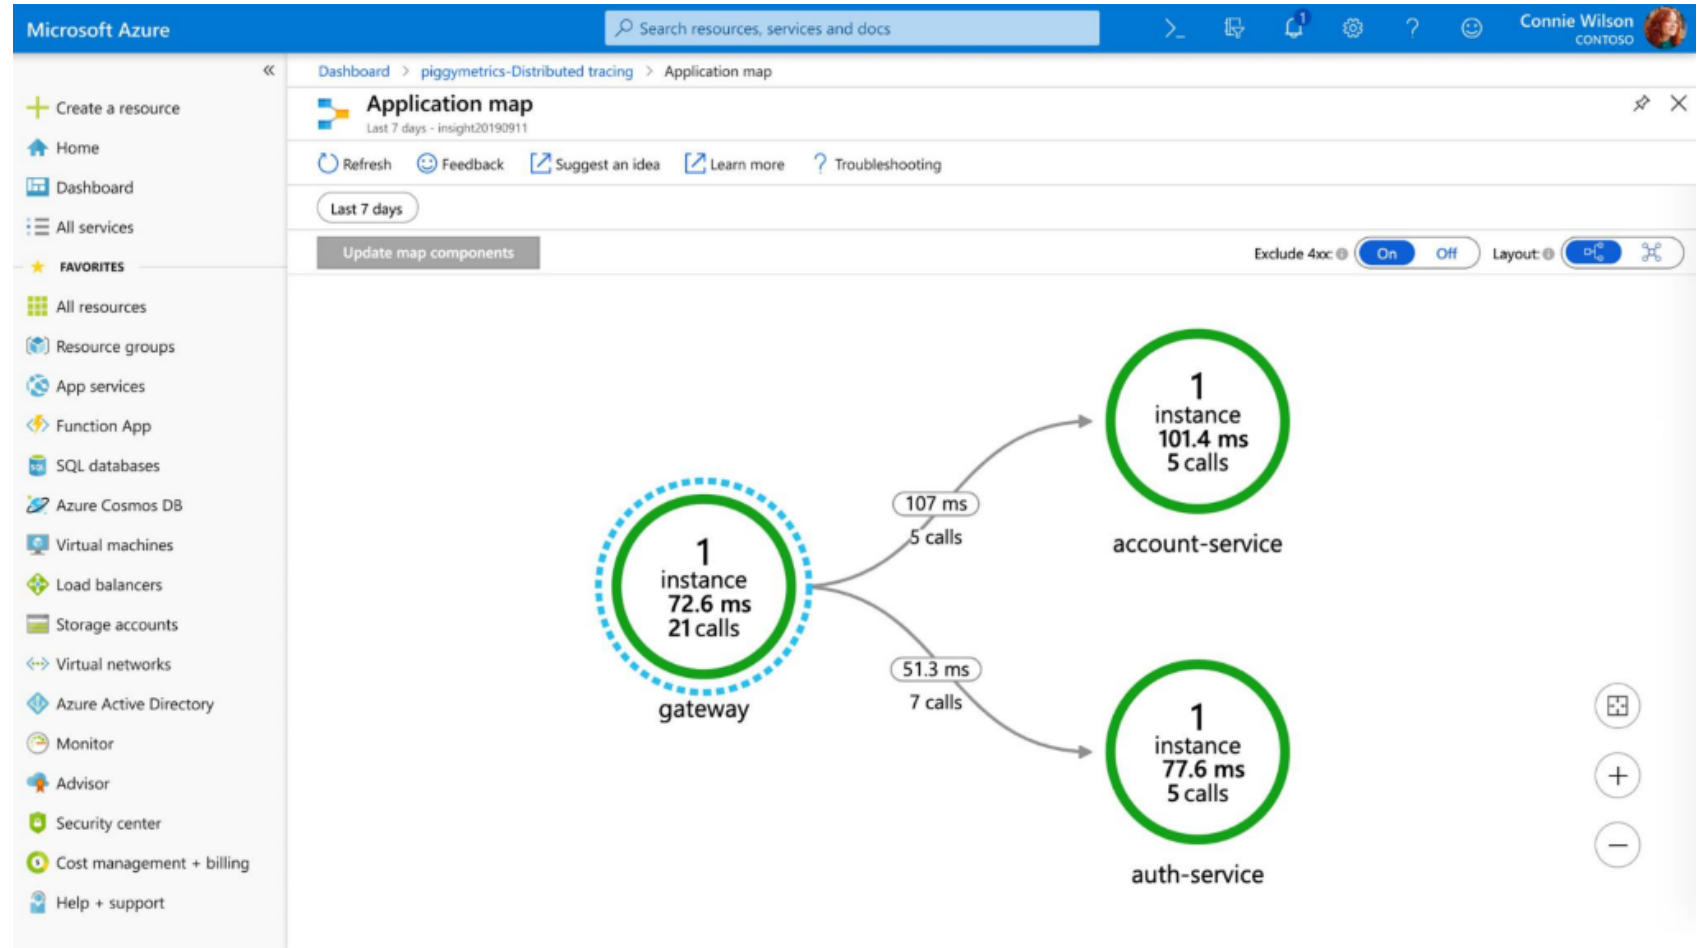 Microsoft Azure
Search resources, services and docs
1
Connie Wilson
CONTOSO
«
Create a resource
Home
Dashboard
All services
FAVORITES
All resources
Resource groups
App services
Function App
SQL databases
Azure Cosmos DB
Virtual machines
Load balancers
Storage accounts
Virtual networks
Azure Active Directory
Monitor
Advisor
Security center
Cost management + billing
Help + support
Dashboard > piggymetrics-Distributed tracing > Application map
Application map
Last 7 days - insight20190911
Refresh Feedback Suggest an idea Learn more ? Troubleshooting
Last 7 days
Update map components
Exclude 4xx: On Off Layout:
1
instance
72.6 ms
21 calls
gateway
107 ms
5 calls
51.3 ms
7 calls
1
instance
101.4 ms
5 calls
account-service
1
instance
77.6 ms
5 calls
auth-service